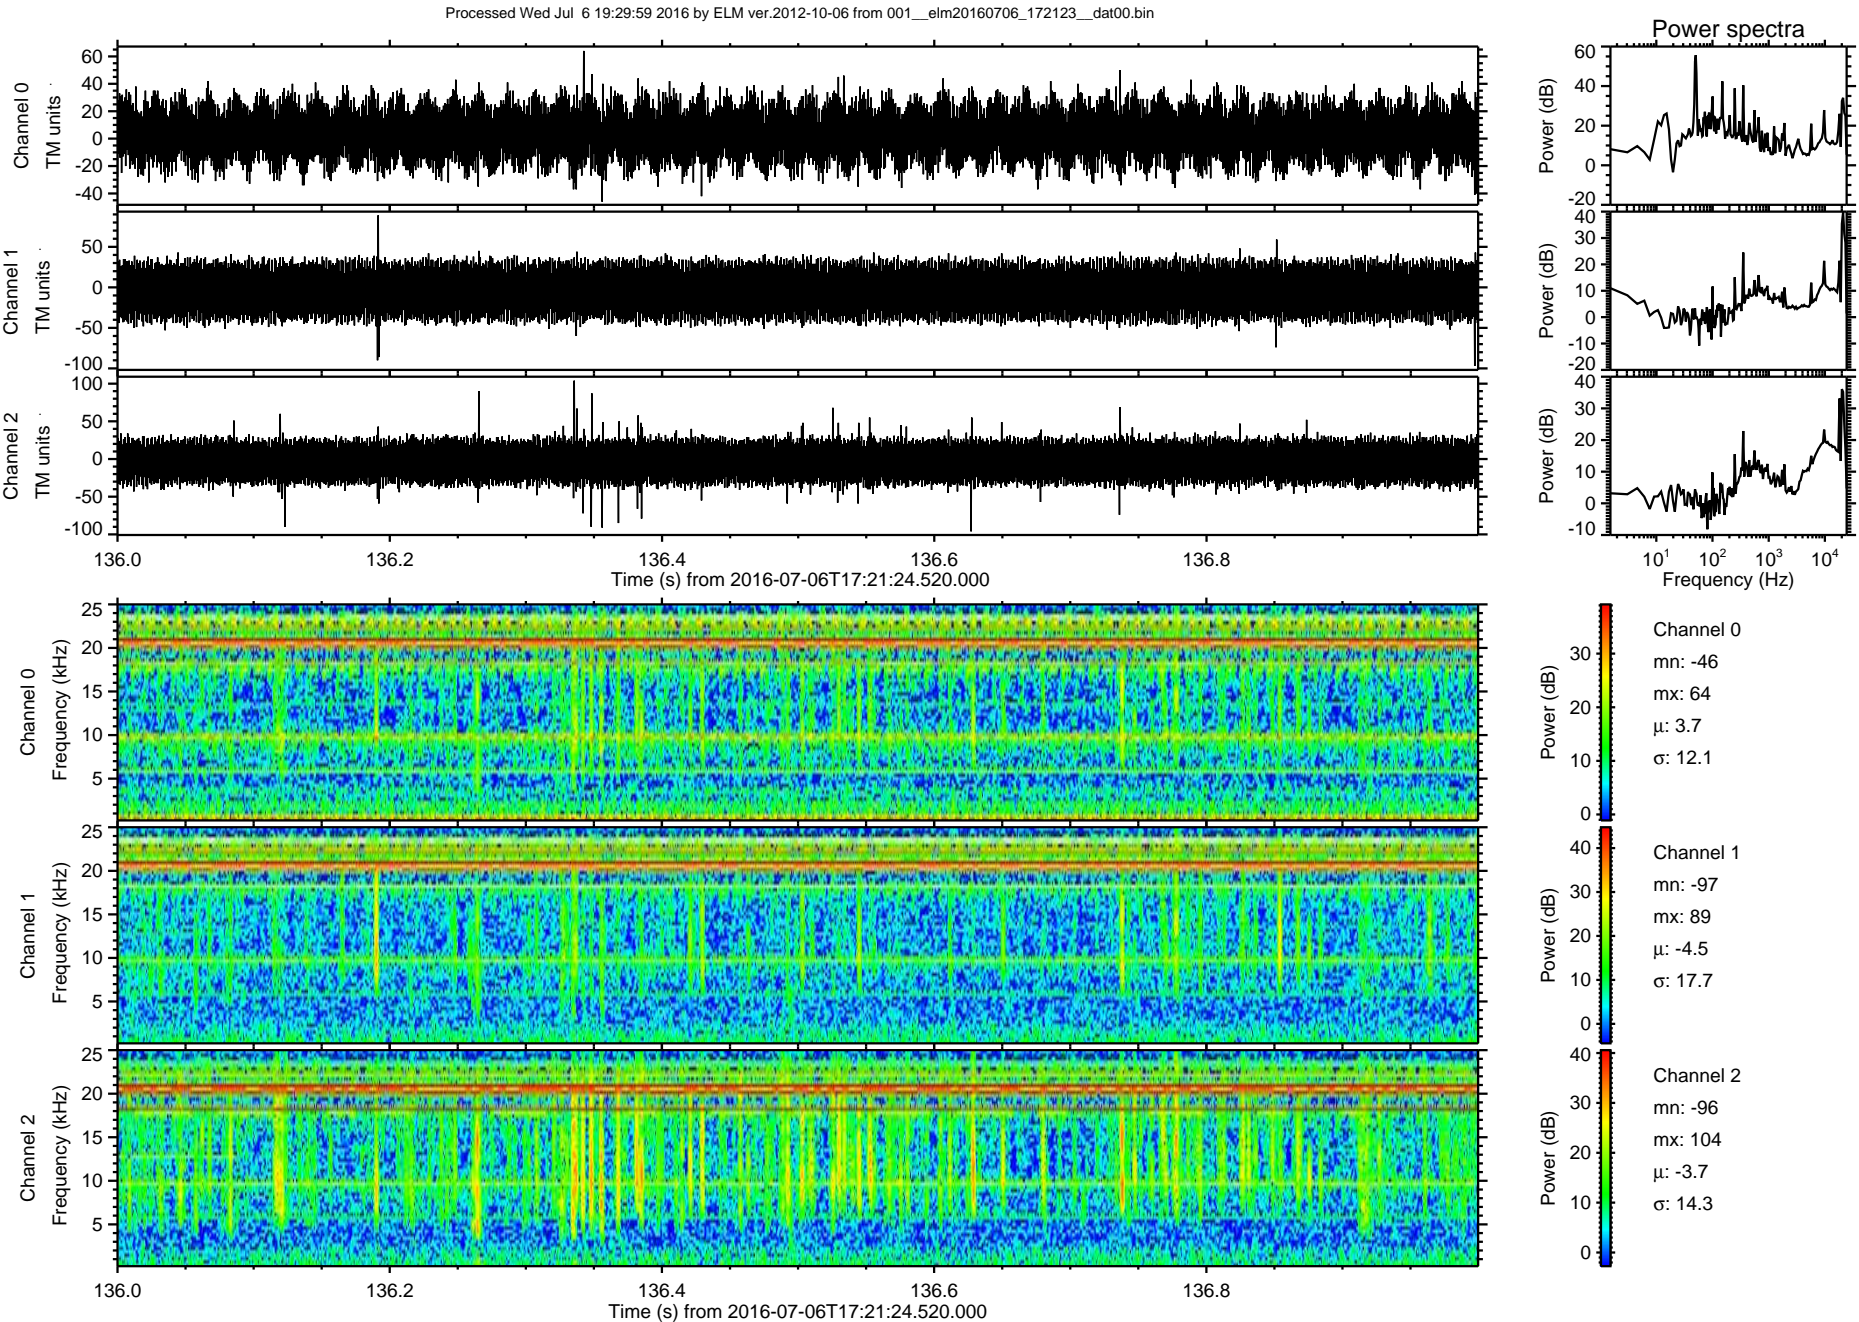 Processed Wed Jul  6 19:29:59 2016 by ELM ver.2012-10-06 from 001__elm20160706_172123__dat00.bin
Power spectra
Channel 0
TM units
60
40
20
0
-20
-40
Power (dB)
60
40
20
0
-20
Channel 1
TM units
50
0
-50
-100
Power (dB)
40
30
20
10
0
-10
-20
Channel 2
TM units
100
50
0
-50
-100
Power (dB)
40
30
20
10
0
-10
136.0 136.2 136.4 136.6 136.8
Time (s) from 2016-07-06T17:21:24.520.000
10¹ 10² 10³ 10⁴
Frequency (Hz)
Channel 0
Frequency (kHz)
25
20
15
10
5
Power (dB)
30
20
10
0
Channel 0
mn: -46
mx: 64
μ: 3.7
σ: 12.1
Channel 1
Frequency (kHz)
25
20
15
10
5
Power (dB)
40
30
20
10
0
Channel 1
mn: -97
mx: 89
μ: -4.5
σ: 17.7
Channel 2
Frequency (kHz)
25
20
15
10
5
Power (dB)
40
30
20
10
0
Channel 2
mn: -96
mx: 104
μ: -3.7
σ: 14.3
136.0 136.2 136.4 136.6 136.8
Time (s) from 2016-07-06T17:21:24.520.000